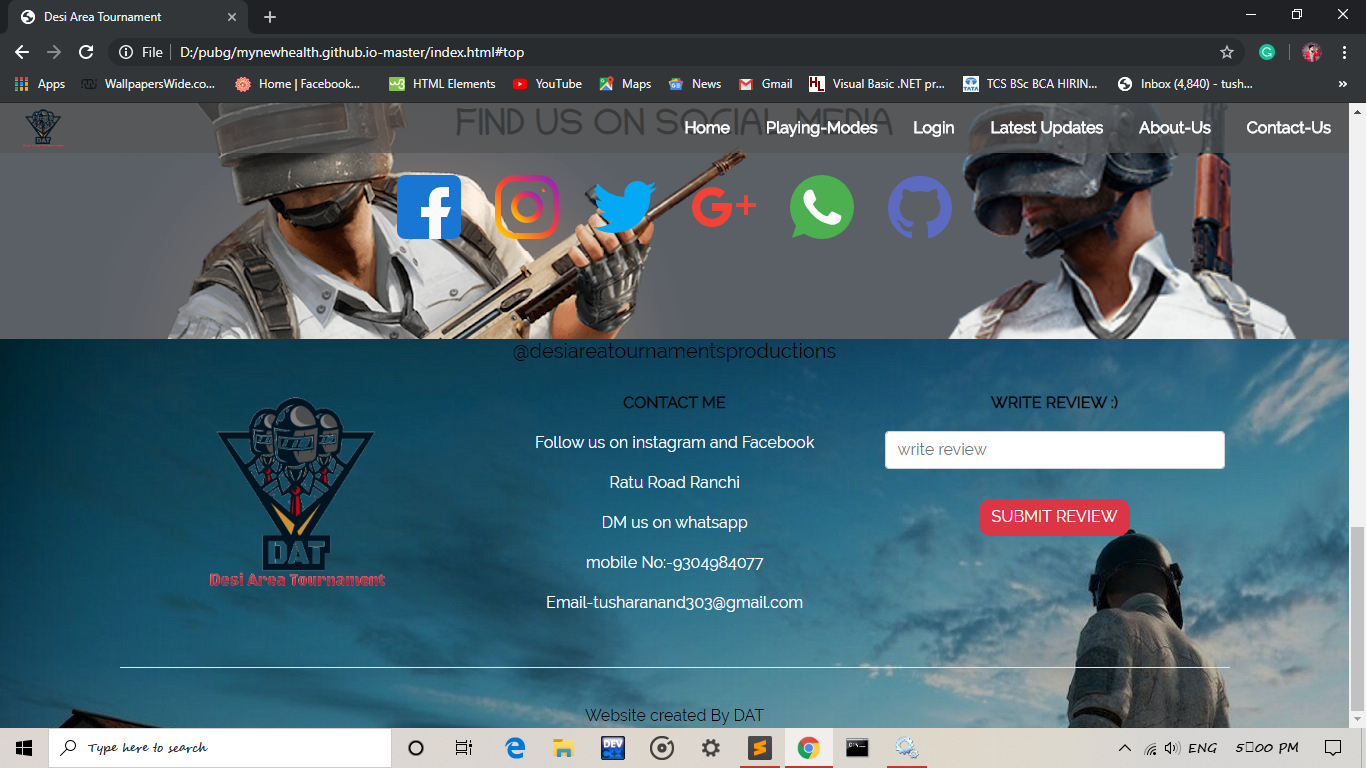 Desi Area Tournament
File D:/pubg/mynewhealth.github.io-master/index.html#top
Apps WallpapersWide.co... Home | Facebook... HTML Elements YouTube Maps News Gmail Visual Basic .NET pr... TCS BSc BCA HIRIN... Inbox (4,840) - tush... »
FIND US ON SOCIAL MEDIA
DAT Home Playing-Modes Login Latest Updates About-Us Contact-Us
@desiareatournamentsproductions
DAT
Desi Area Tournament
CONTACT ME
Follow us on instagram and Facebook
Ratu Road Ranchi
DM us on whatsapp
mobile No:-9304984077
Email-tusharanand303@gmail.com
WRITE REVIEW :)
write review
SUBMIT REVIEW
Website created By DAT
Type here to search
DEV
C++
ENG 5▯00 PM